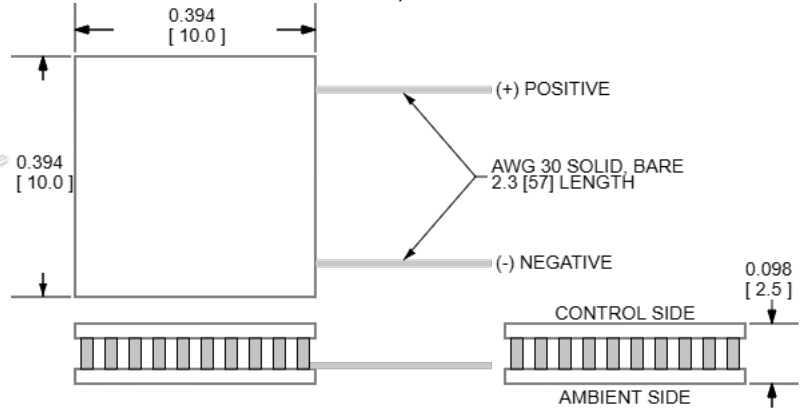 0.394
[ 10.0 ]
(+) POSITIVE
0.394
[ 10.0 ]
AWG 30 SOLID, BARE
2.3 [57] LENGTH
(-) NEGATIVE
0.098
[ 2.5 ]
CONTROL SIDE
AMBIENT SIDE